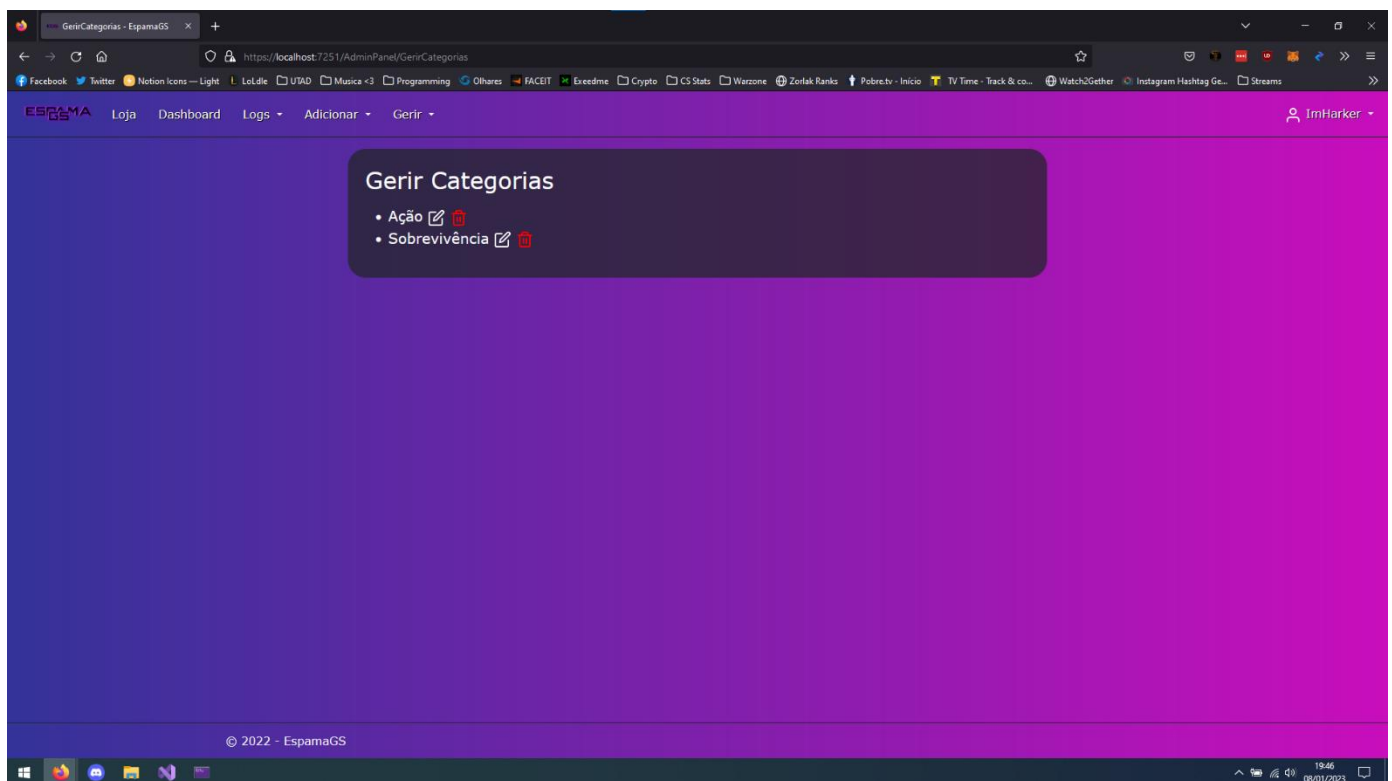 GerirCategorias - EspamaGS
https://localhost:7251/AdminPanel/GerirCategorias
Facebook Twitter Notion Icons — Light LoLdle UTAD Musica <3 Programming Olhares FACEIT Exeedme Crypto CS Stats Warzone Zorlak Ranks Pobre.tv - Início TV Time - Track & co... Watch2Gether Instagram Hashtag Ge... Streams
ESPAMA GS Loja Dashboard Logs Adicionar Gerir ImHarker
Gerir Categorias
• Ação
• Sobrevivência
© 2022 - EspamaGS
19:46
08/01/2023